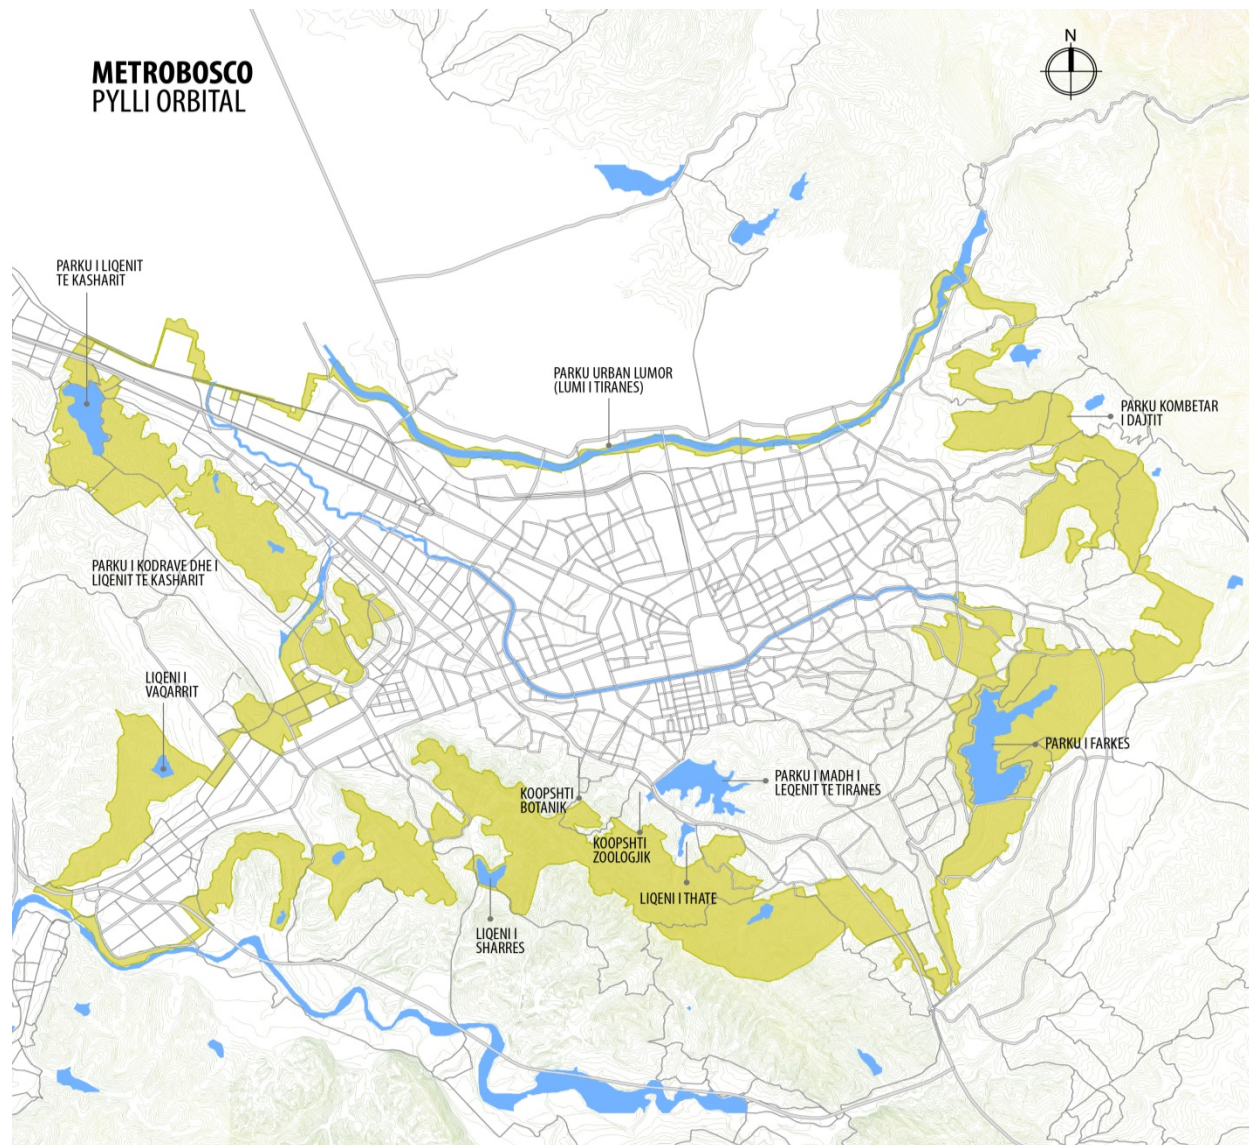 METROBOSCO
PYLLI ORBITAL
N
PARKU I LIQENIT
TE KASHARIT
PARKU URBAN LUMOR
(LUMI I TIRANES)
PARKU KOMBETAR
I DAJTIT
PARKU I KODRAVE DHE I
LIQENIT TE KASHARIT
LIQENI I
VAQARRIT
PARKU I FARKES
PARKU I MADH I
LEQENIT TE TIRANES
KOOPSHTI
BOTANIK
KOOPSHTI
ZOOLOGJIK
LIQENI I THATE
LIQENI I
SHARRES